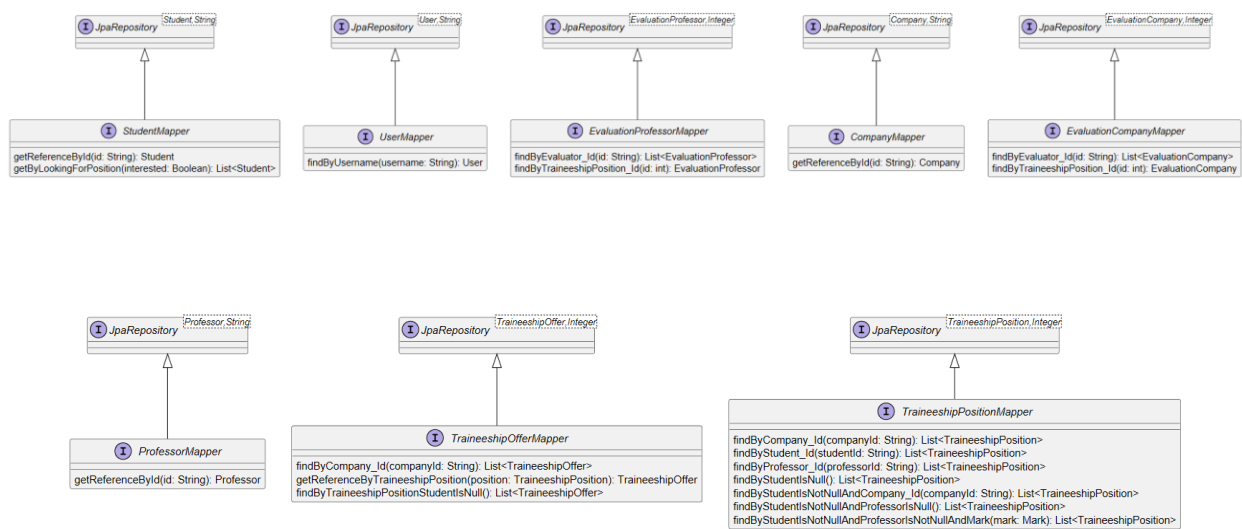 Student,String
I JpaRepository
I StudentMapper
getReferenceById(id: String): Student
getByLookingForPosition(interested: Boolean): List<Student>
User,String
I JpaRepository
I UserMapper
findByUsername(username: String): User
EvaluationProfessor,Integer
I JpaRepository
I EvaluationProfessorMapper
findByEvaluator_Id(id: String): List<EvaluationProfessor>
findByTraineeshipPosition_Id(id: int): EvaluationProfessor
Company,String
I JpaRepository
I CompanyMapper
getReferenceById(id: String): Company
EvaluationCompany,Integer
I JpaRepository
I EvaluationCompanyMapper
findByEvaluator_Id(id: String): List<EvaluationCompany>
findByTraineeshipPosition_Id(id: int): EvaluationCompany
Professor,String
I JpaRepository
I ProfessorMapper
getReferenceById(id: String): Professor
TraineeshipOffer,Integer
I JpaRepository
I TraineeshipOfferMapper
findByCompany_Id(companyId: String): List<TraineeshipOffer>
getReferenceByTraineeshipPosition(position: TraineeshipPosition): TraineeshipOffer
findByTraineeshipPositionStudentIsNull(): List<TraineeshipOffer>
TraineeshipPosition,Integer
I JpaRepository
I TraineeshipPositionMapper
findByCompany_Id(companyId: String): List<TraineeshipPosition>
findByStudent_Id(studentId: String): List<TraineeshipPosition>
findByProfessor_Id(professorId: String): List<TraineeshipPosition>
findByStudentIsNull(): List<TraineeshipPosition>
findByStudentIsNotNullAndCompany_Id(companyId: String): List<TraineeshipPosition>
findByStudentIsNotNullAndProfessorIsNull(): List<TraineeshipPosition>
findByStudentIsNotNullAndProfessorIsNotNullAndMark(mark: Mark): List<TraineeshipPosition>